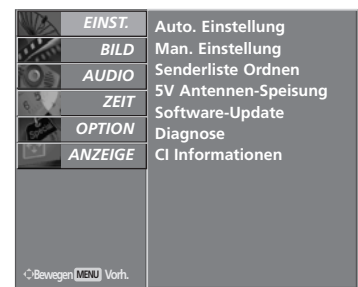 EINST.
BILD
AUDIO
ZEIT
OPTION
ANZEIGE
Bewegen MENU Vorh.
Auto. Einstellung
Man. Einstellung
Senderliste Ordnen
5V Antennen-Speisung
Software-Update
Diagnose
CI Informationen